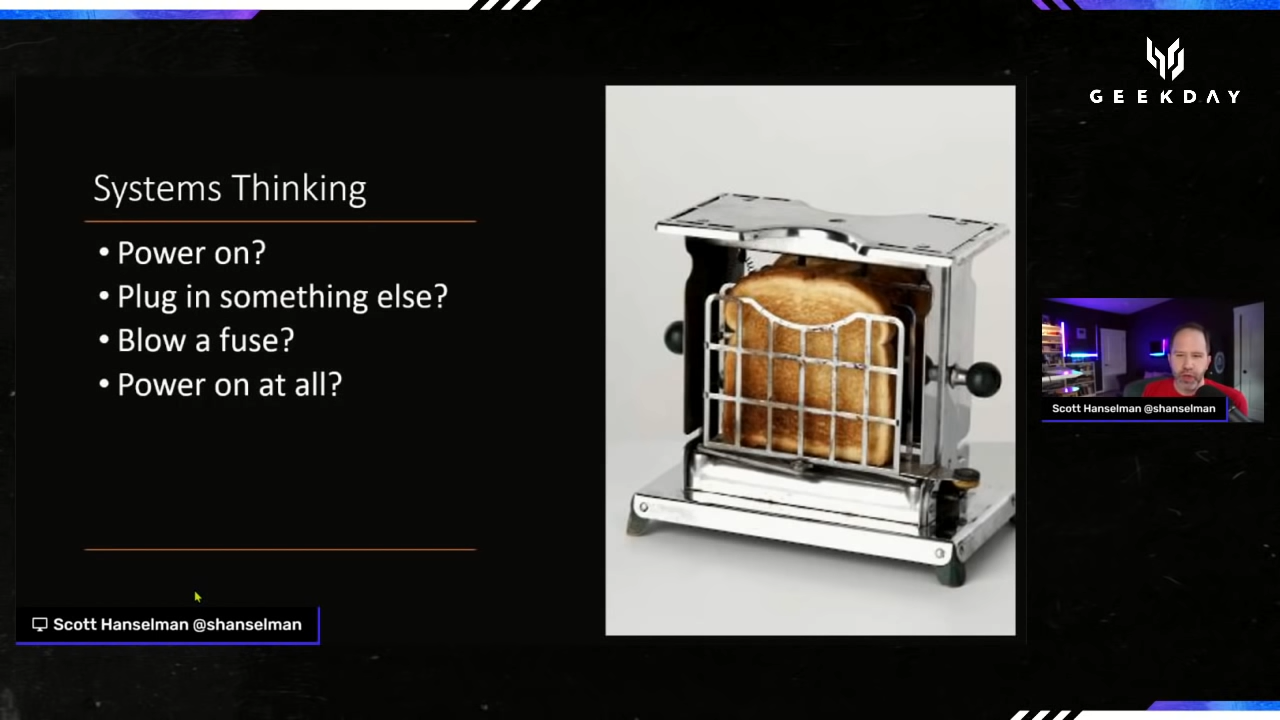 GEEKDAY
Systems Thinking
• Power on?
• Plug in something else?
• Blow a fuse?
• Power on at all?
Scott Hanselman @shanselman
Scott Hanselman @shanselman